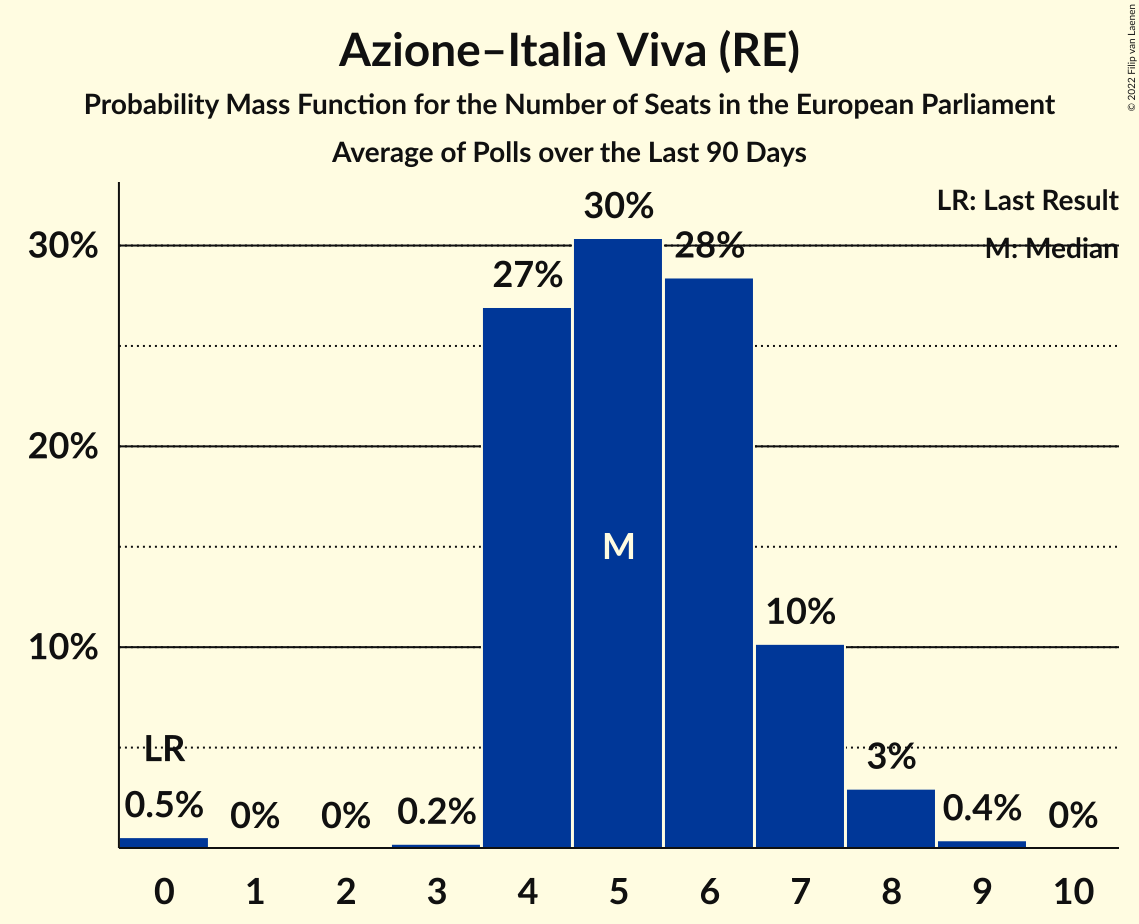 Azione–Italia Viva (RE)
Probability Mass Function for the Number of Seats in the European Parliament
Average of Polls over the Last 90 Days
© 2022 Filip van Laenen
LR: Last Result
M: Median
30%
20%
10%
LR
0.5%
0%
0%
0.2%
27%
30%
M
28%
10%
3%
0.4%
0%
0 1 2 3 4 5 6 7 8 9 10